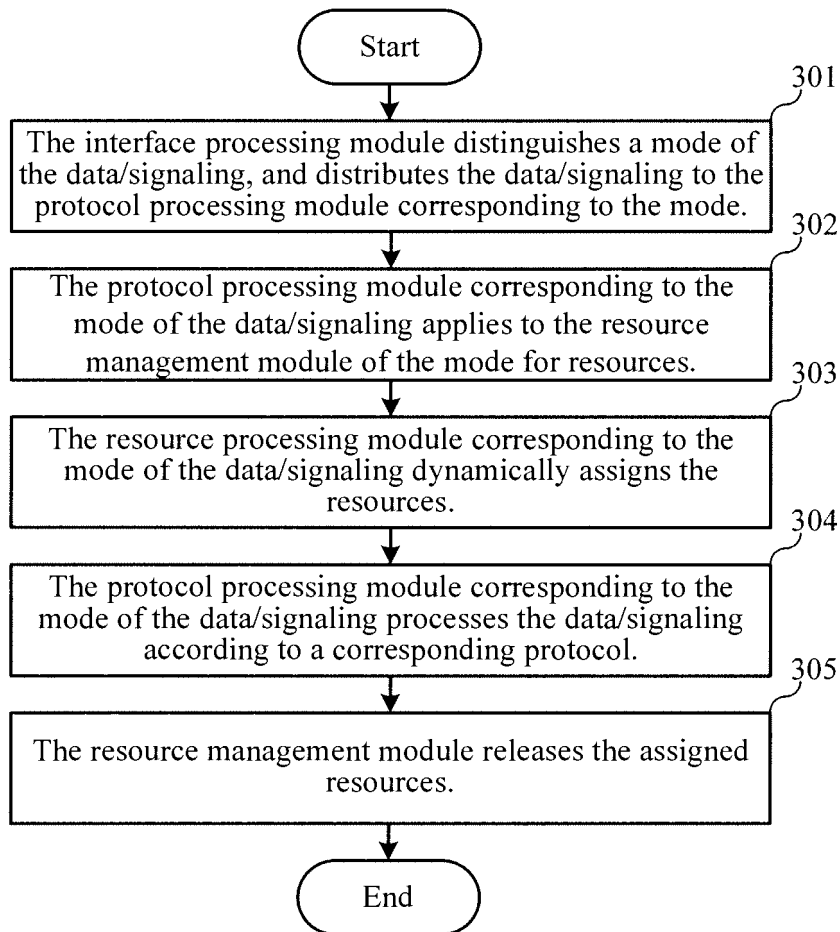 Start
301
The interface processing module distinguishes a mode of
the data/signaling, and distributes the data/signaling to the
protocol processing module corresponding to the mode.
302
The protocol processing module corresponding to the
mode of the data/signaling applies to the resource
management module of the mode for resources.
303
The resource processing module corresponding to the
mode of the data/signaling dynamically assigns the
resources.
304
The protocol processing module corresponding to the
mode of the data/signaling processes the data/signaling
according to a corresponding protocol.
305
The resource management module releases the assigned
resources.
End